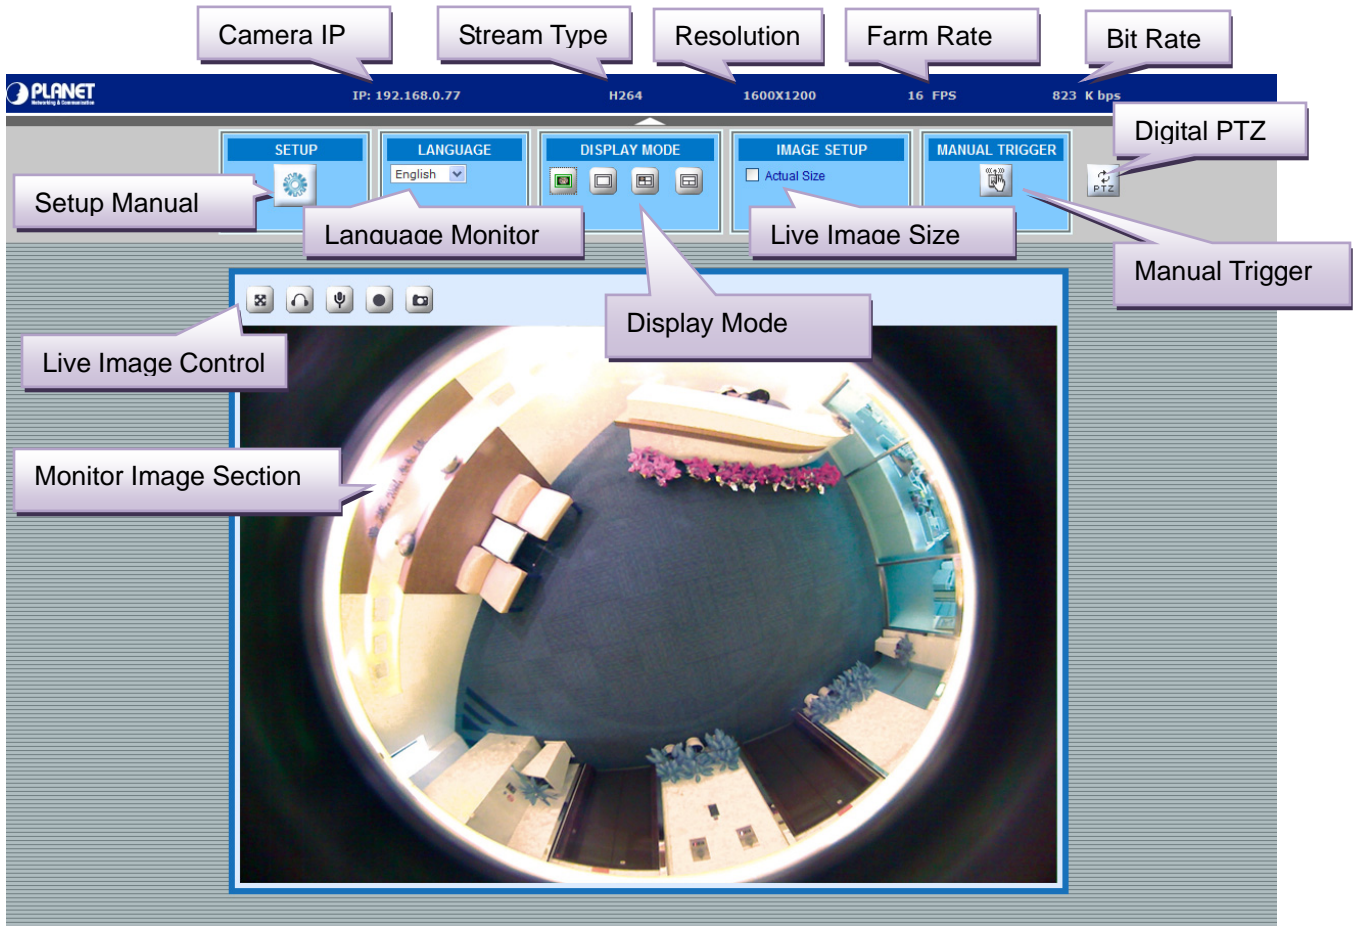 Camera IP
Stream Type
Resolution
Farm Rate
Bit Rate
PLANET
Networking & Communication
IP: 192.168.0.77
H264
1600X1200
16 FPS
823 K bps
Digital PTZ
SETUP
LANGUAGE
DISPLAY MODE
IMAGE SETUP
MANUAL TRIGGER
English
Actual Size
PTZ
Setup Manual
Language Monitor
Live Image Size
Manual Trigger
Display Mode
Live Image Control
Monitor Image Section